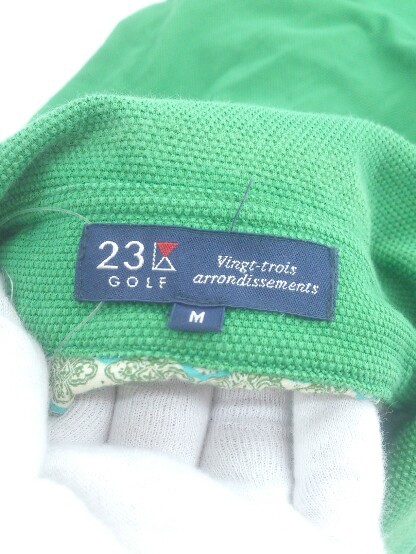 23
GOLF
Vingt-trois
arrondissements
M